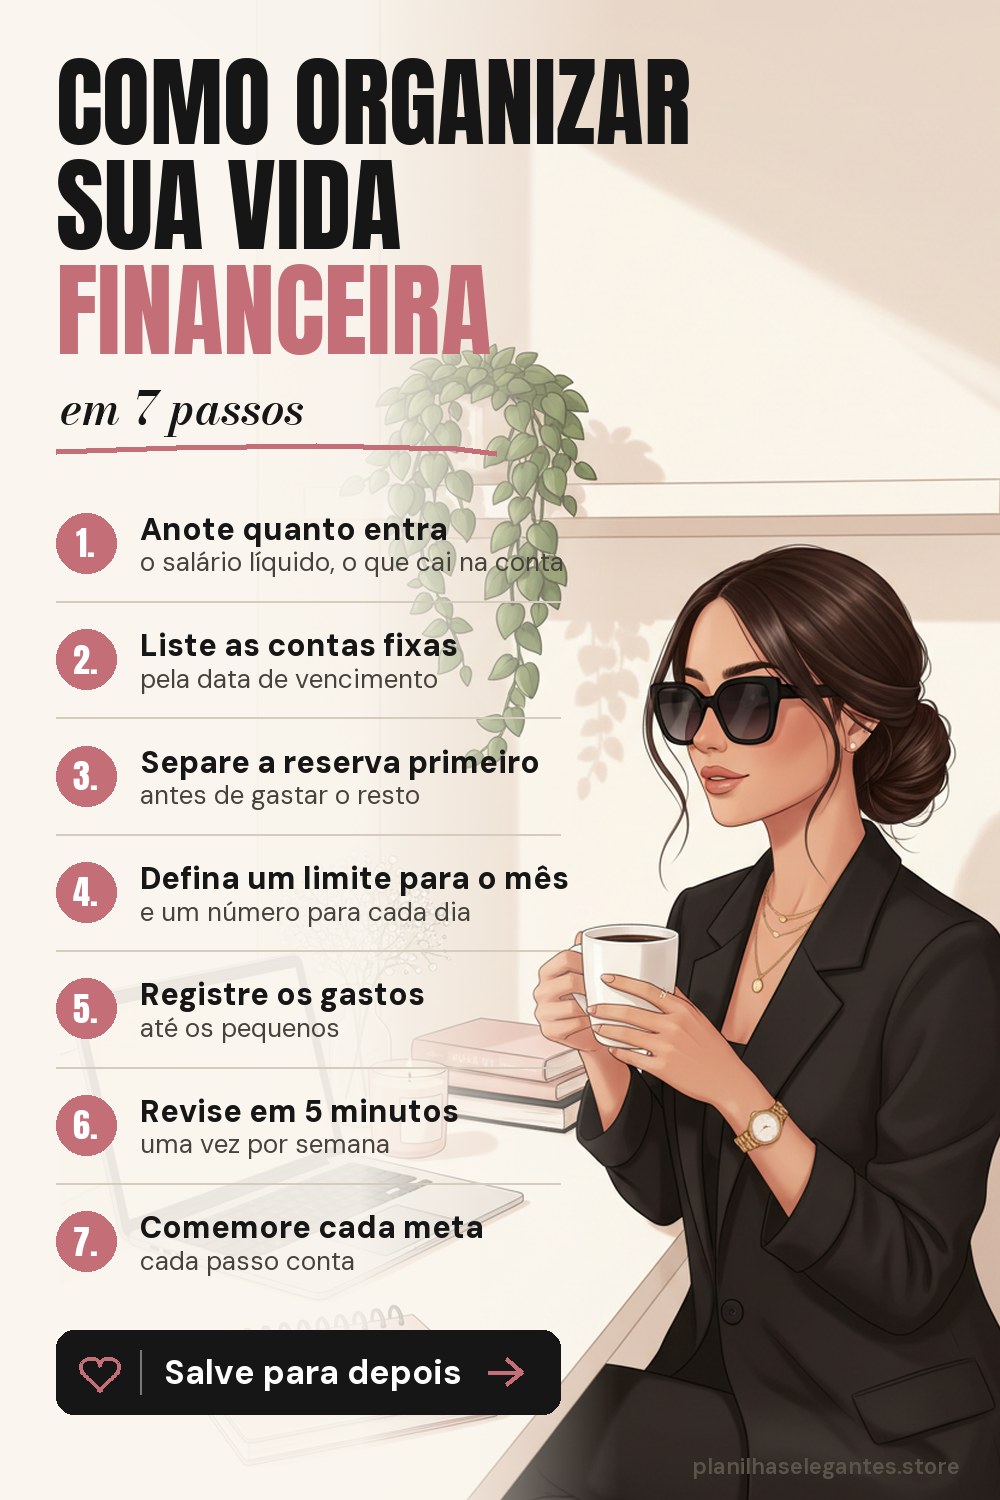 COMO ORGANIZAR
SUA VIDA
FINANCEIRA
em 7 passos
1. Anote quanto entra
o salário líquido, o que cai na conta
2. Liste as contas fixas
pela data de vencimento
3. Separe a reserva primeiro
antes de gastar o resto
4. Defina um limite para o mês
e um número para cada dia
5. Registre os gastos
até os pequenos
6. Revise em 5 minutos
uma vez por semana
7. Comemore cada meta
cada passo conta
Salve para depois
planilhaselegantes.store